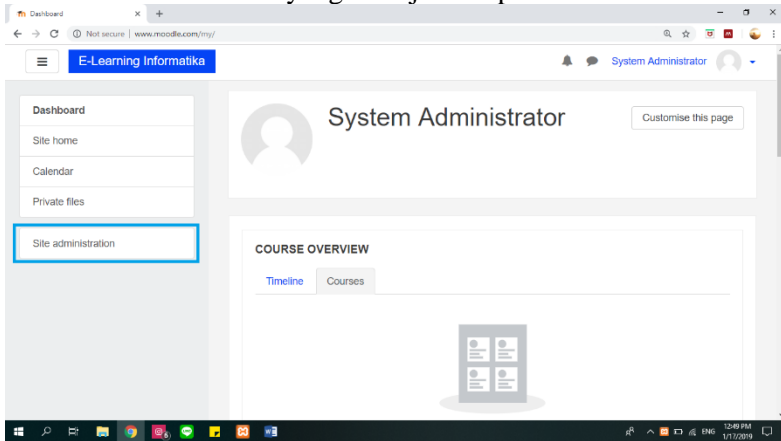 Dashboard
Not secure | www.moodle.com/my/
E-Learning Informatika
System Administrator
Dashboard
Site home
Calendar
Private files
Site administration
System Administrator
Customise this page
COURSE OVERVIEW
Timeline Courses
ENG
12:49 PM
1/17/2019